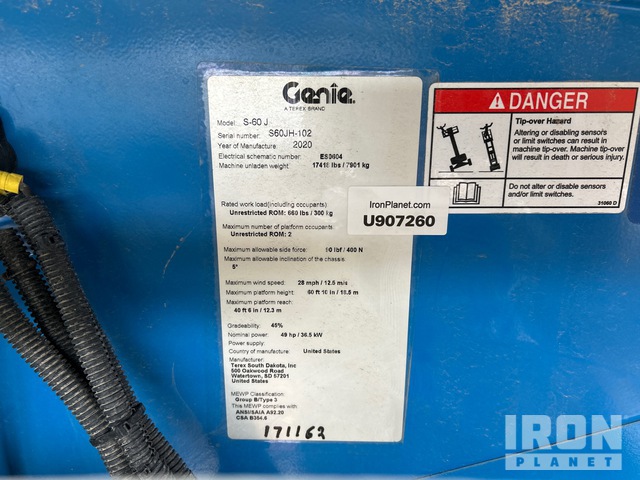 Genie.
A TEREX BRAND
Model: S-60 J
Serial number: S60JH-102
Year of Manufacture: 2020
Electrical schematic number: ES0604
Machine unladen weight: 17418 lbs / 7901 kg
Rated work load(including occupants)
Unrestricted ROM: 660 lbs / 300 kg
Maximum number of platform occupants
Unrestricted ROM: 2
Maximum allowable side force: lbf / 400 N
Maximum allowable inclination of the chassis:
5°
Maximum wind speed: 28 mph / 12.5 m/s
Maximum platform height: 60 ft 10 in / 18.5 m
Maximum platform reach:
40 ft 6 in / 12.3 m
Gradeability: 45%
Nominal power: 49 hp / 36.5 kW
Power supply:
Country of manufacture: United States
Manufacturer:
Terex South Dakota, Inc
500 Oakwood Road
Watertown, SD 57201
United States
MEWP Classification:
Group B/Type 3
This MEWP complies with
ANSI/SAIA A92.20
CSA B354.6
171163
IronPlanet.com
U907260
DANGER
Tip-over Hazard
Altering or disabling sensors
or limit switches can result in
machine tip-over. Machine tip-over
will result in death or serious injury.
Do not alter or disable sensors
and/or limit switches.
31060 D
IRON
PLANET